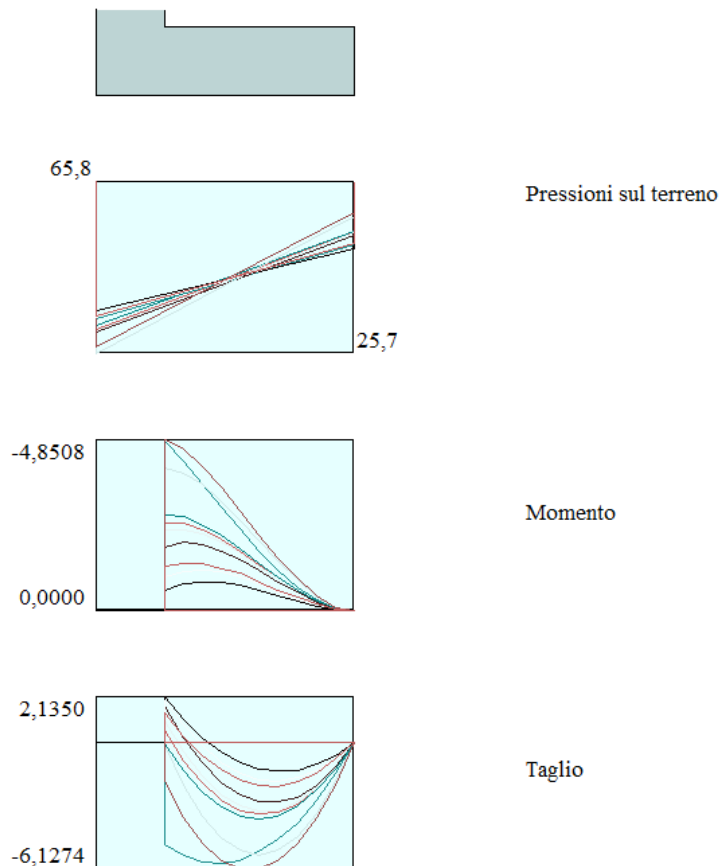 65,8
Pressioni sul terreno
25,7
-4,8508
Momento
0,0000
2,1350
Taglio
-6,1274